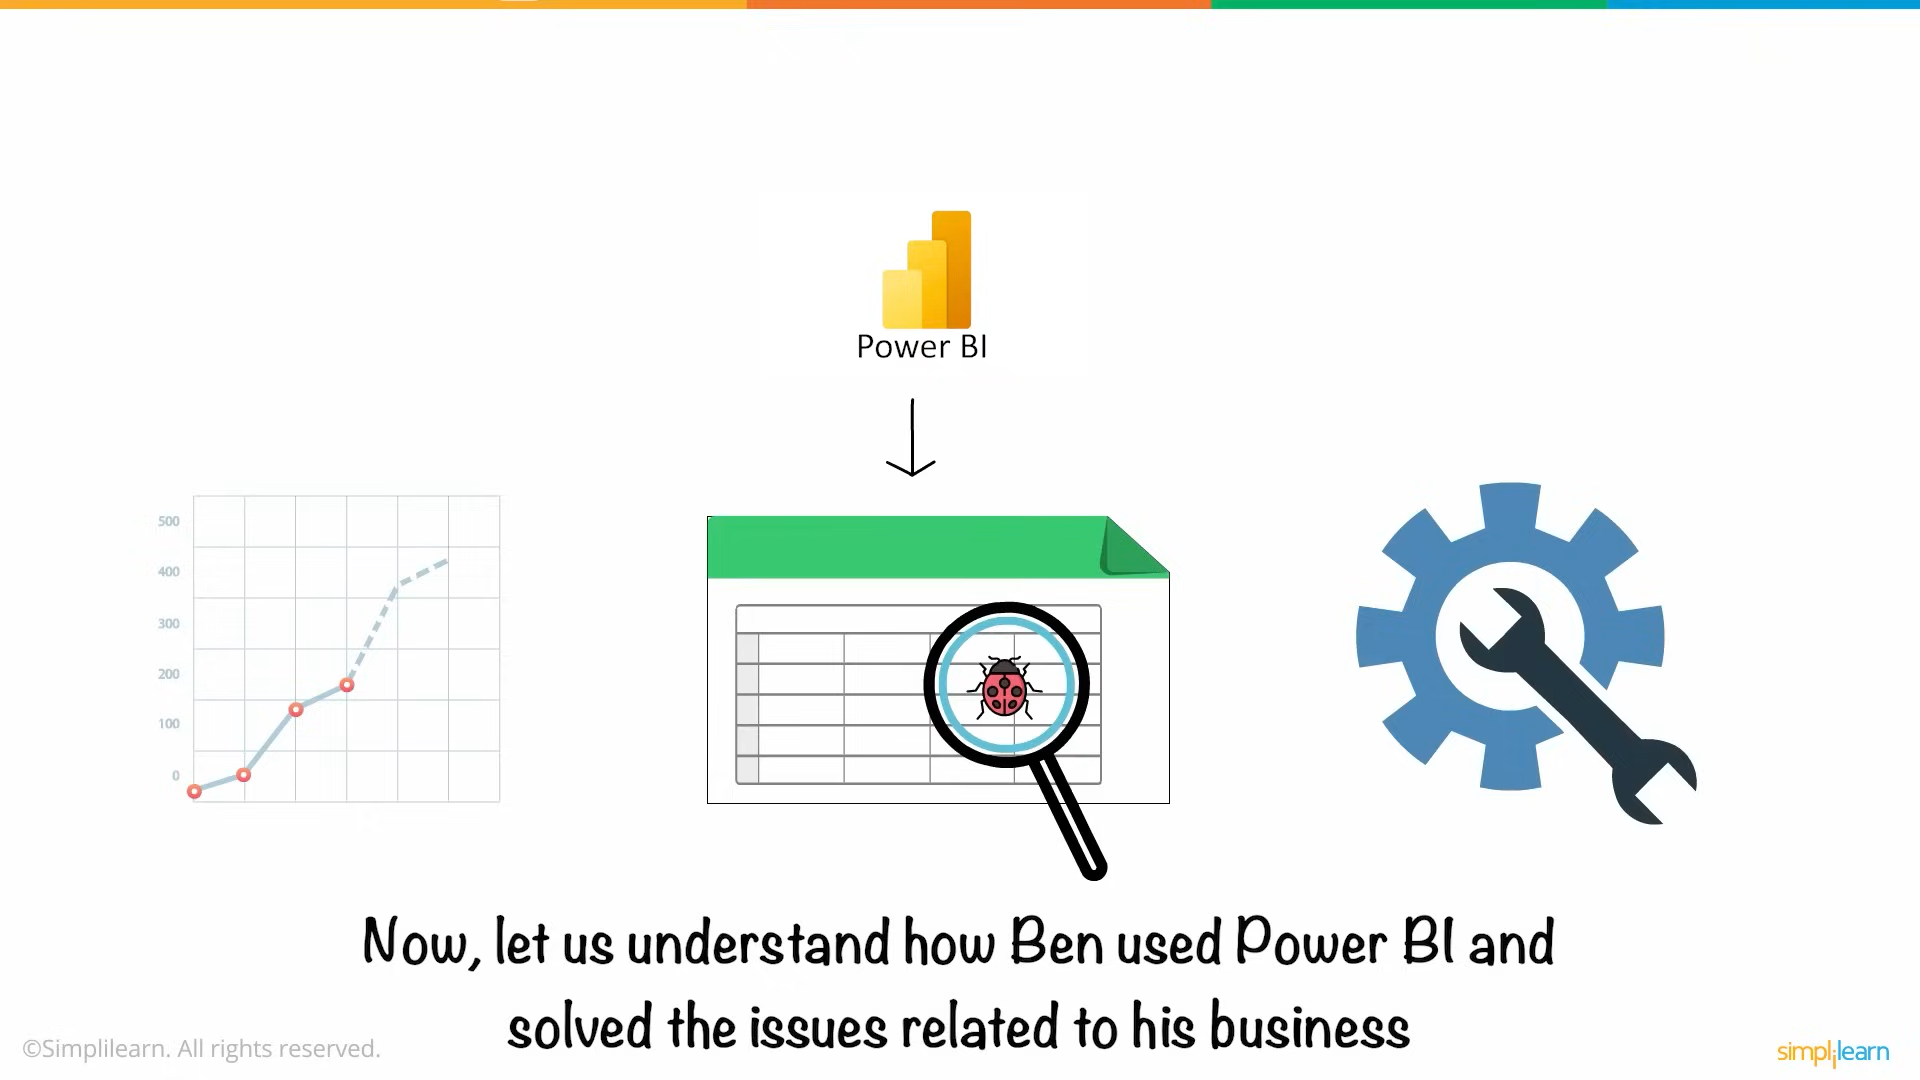 Power BI
500
400
300
200
100
0
Now, let us understand how Ben used Power BI and
solved the issues related to his business
©Simplilearn. All rights reserved.
simplilearn